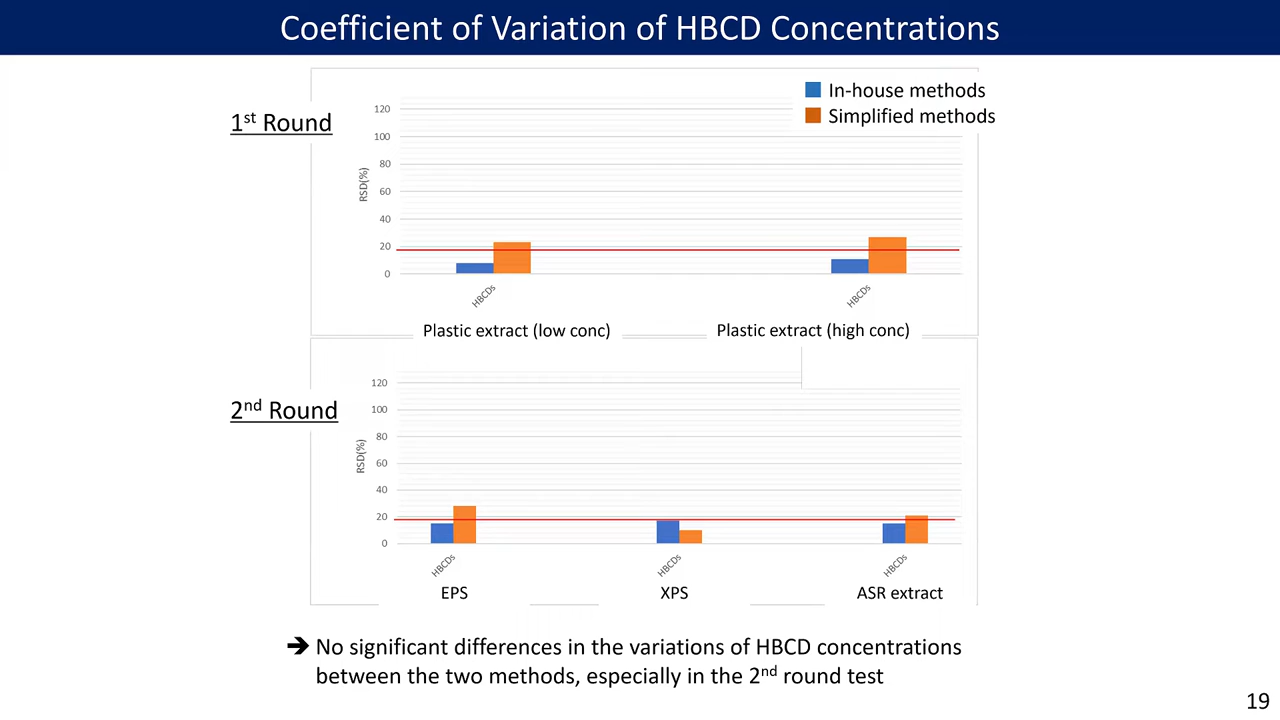 Coefficient of Variation of HBCD Concentrations
In-house methods
Simplified methods
1st Round
120
100
80
60
40
20
0
RSD(%)
HBCDs
HBCDs
Plastic extract (low conc)
Plastic extract (high conc)
2nd Round
120
100
80
60
40
20
0
RSD(%)
HBCDs
HBCDs
HBCDs
EPS
XPS
ASR extract
➔ No significant differences in the variations of HBCD concentrations
between the two methods, especially in the 2nd round test
19